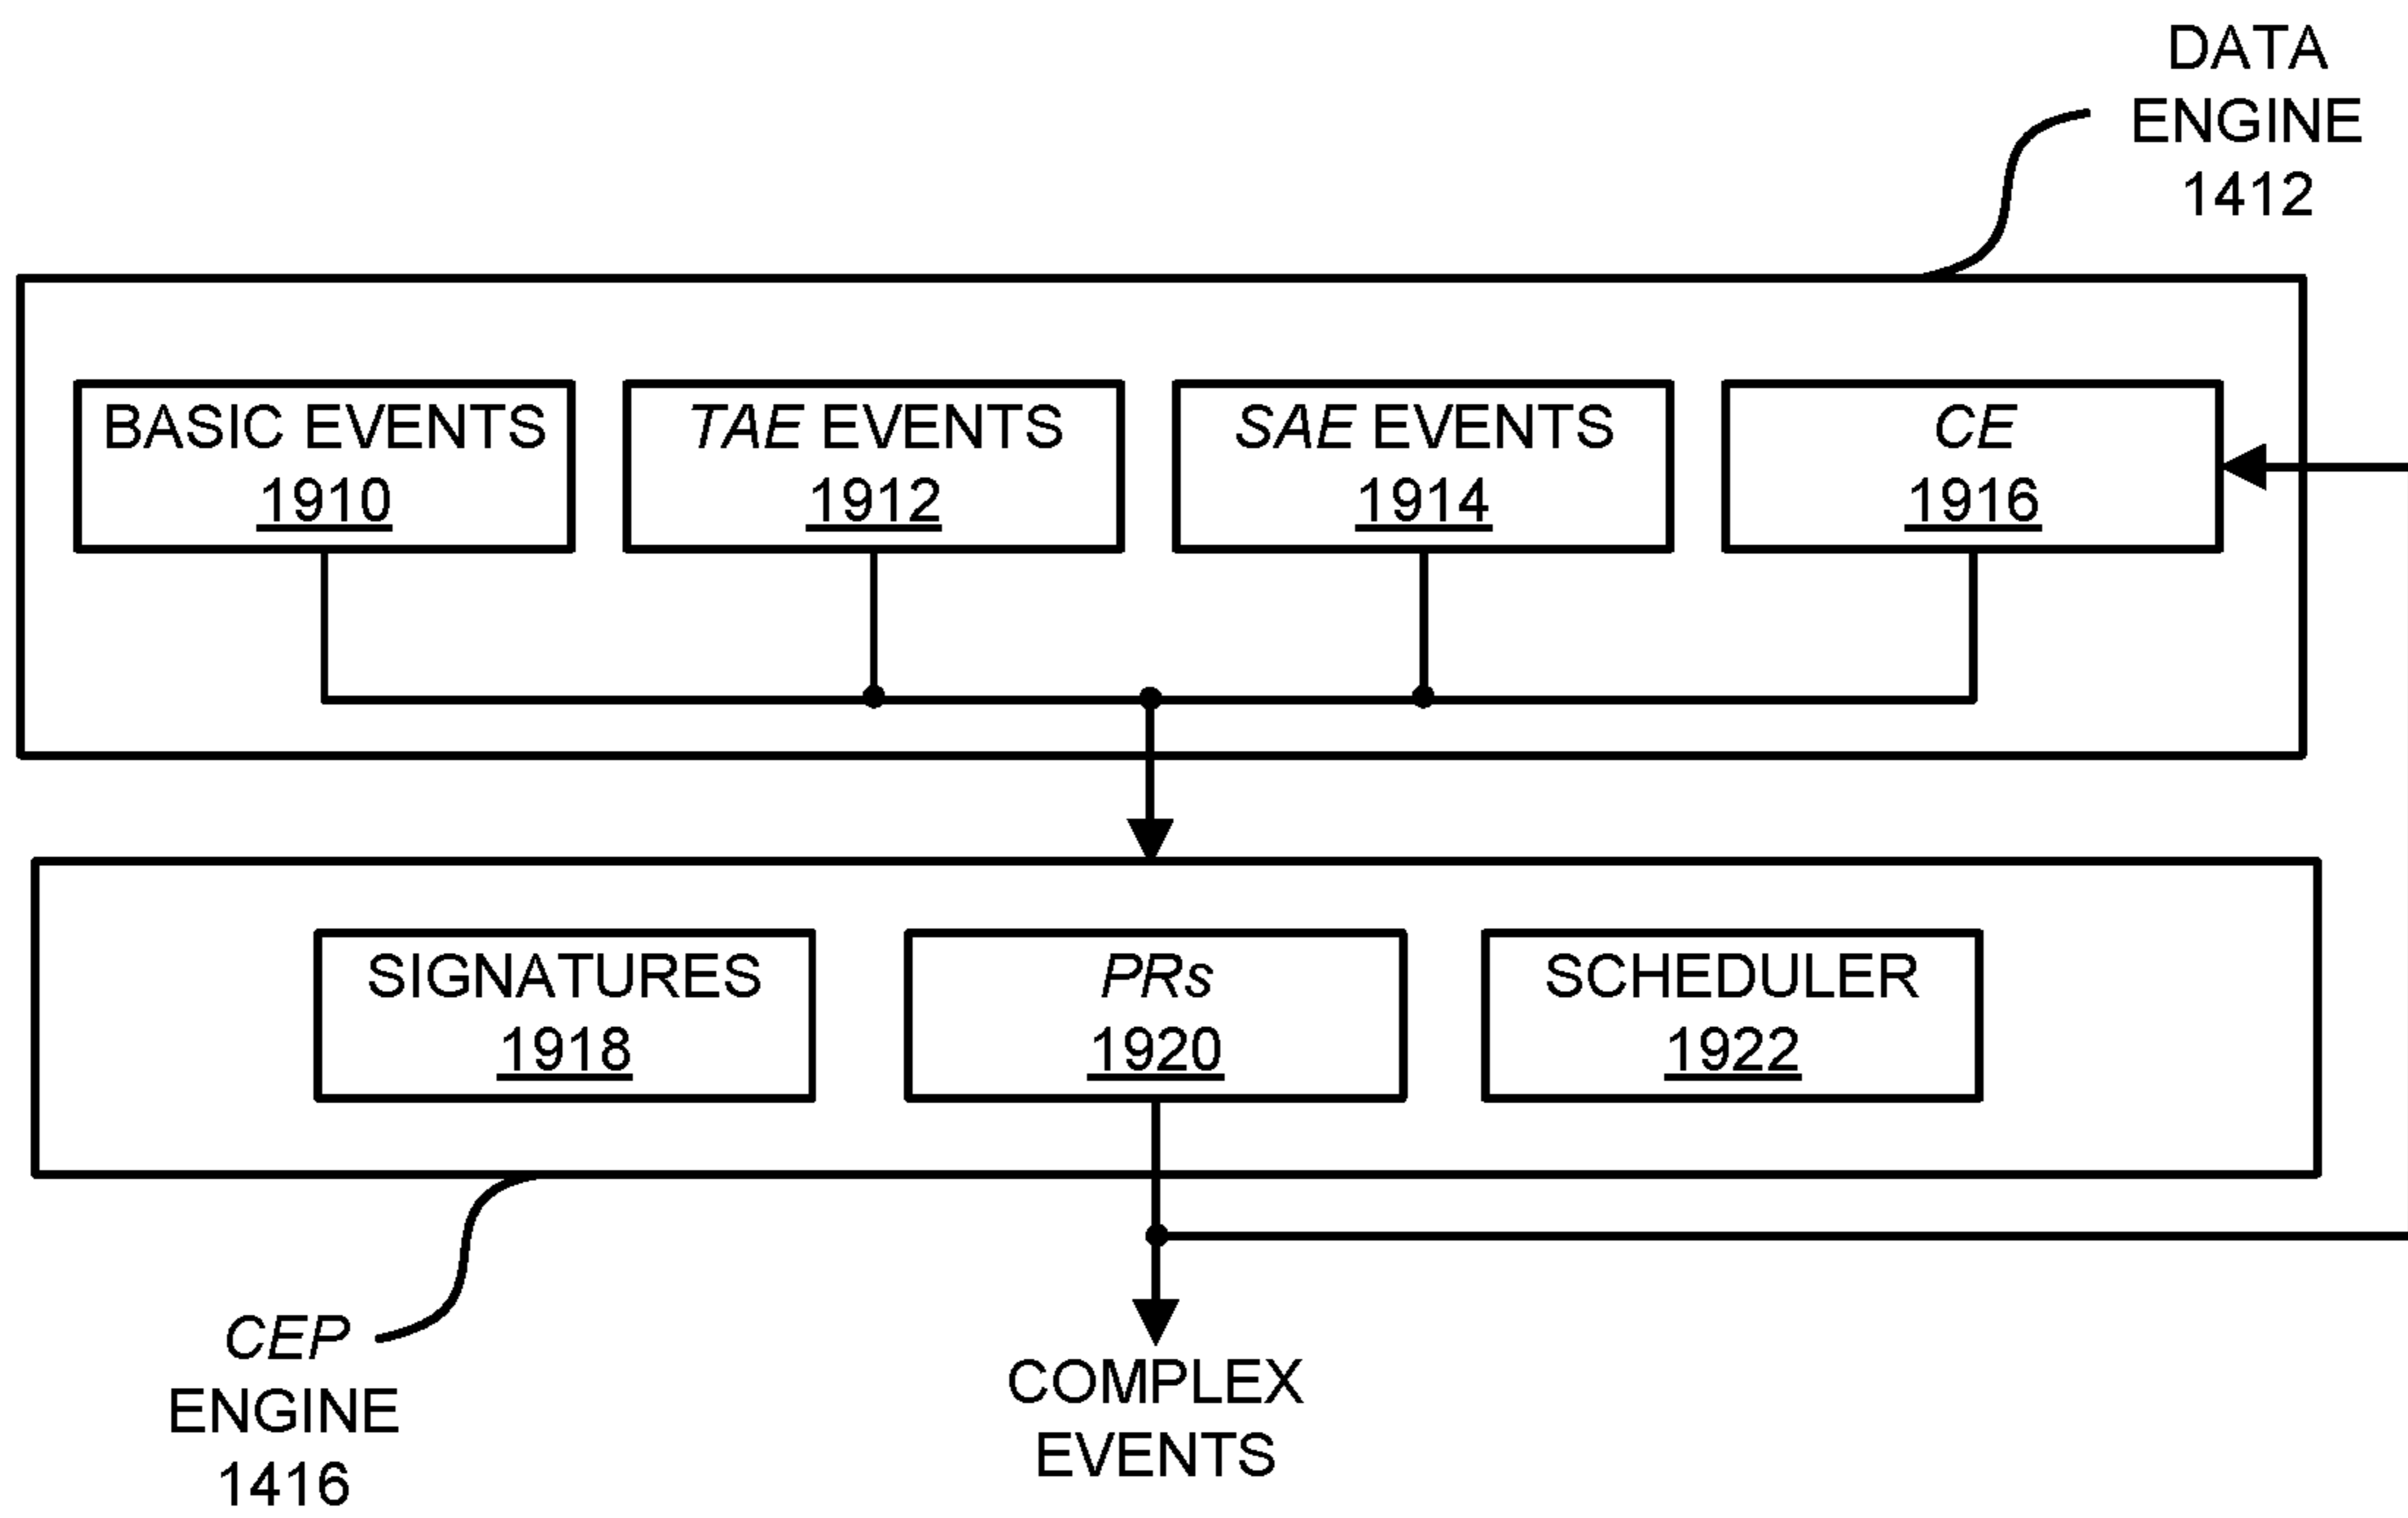 DATA
ENGINE
1412
BASIC EVENTS
1910
TAE EVENTS
1912
SAE EVENTS
1914
CE
1916
SIGNATURES
1918
PRs
1920
SCHEDULER
1922
CEP
ENGINE
1416
COMPLEX
EVENTS